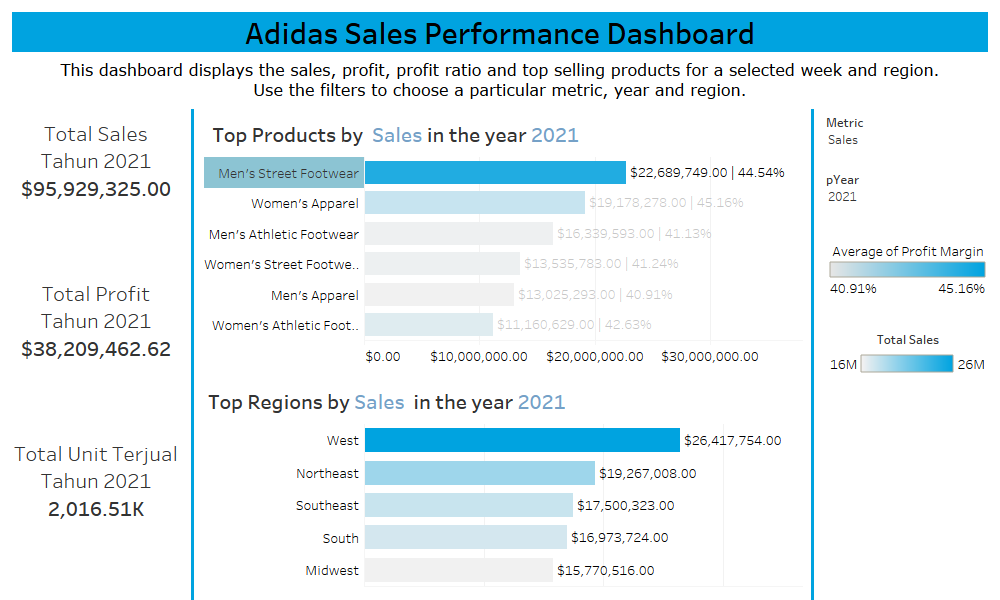 Adidas Sales Performance Dashboard
This dashboard displays the sales, profit, profit ratio and top selling products for a selected week and region.
Use the filters to choose a particular metric, year and region.
Total Sales
Tahun 2021
$95,929,325.00
Total Profit
Tahun 2021
$38,209,462.62
Total Unit Terjual
Tahun 2021
2,016.51K
Top Products by Sales in the year 2021
Men's Street Footwear $22,689,749.00 | 44.54%
Women's Apparel $19,178,278.00 | 45.16%
Men's Athletic Footwear $16,339,593.00 | 41.13%
Women's Street Footwe.. $13,535,783.00 | 41.24%
Men's Apparel $13,025,293.00 | 40.91%
Women's Athletic Foot.. $11,160,629.00 | 42.63%
$0.00 $10,000,000.00 $20,000,000.00 $30,000,000.00
Top Regions by Sales in the year 2021
West $26,417,754.00
Northeast $19,267,008.00
Southeast $17,500,323.00
South $16,973,724.00
Midwest $15,770,516.00
Metric
Sales
pYear
2021
Average of Profit Margin
40.91% 45.16%
Total Sales
16M 26M